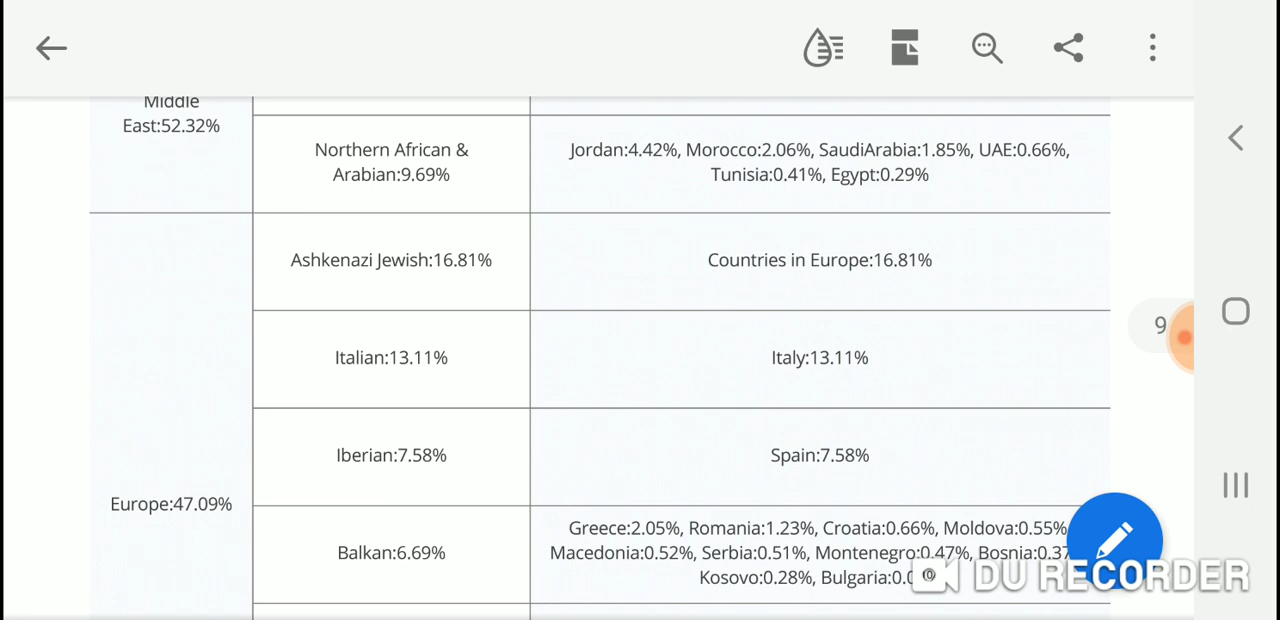 Middle
East:52.32%
Northern African &
Arabian:9.69%
Jordan:4.42%, Morocco:2.06%, SaudiArabia:1.85%, UAE:0.66%,
Tunisia:0.41%, Egypt:0.29%
Ashkenazi Jewish:16.81%
Countries in Europe:16.81%
9
Italian:13.11%
Italy:13.11%
Iberian:7.58%
Spain:7.58%
Europe:47.09%
Balkan:6.69%
Greece:2.05%, Romania:1.23%, Croatia:0.66%, Moldova:0.55%
Macedonia:0.52%, Serbia:0.51%, Montenegro:0.47%, Bosnia:0.37
Kosovo:0.28%, Bulgaria:0.0
DU RECORDER